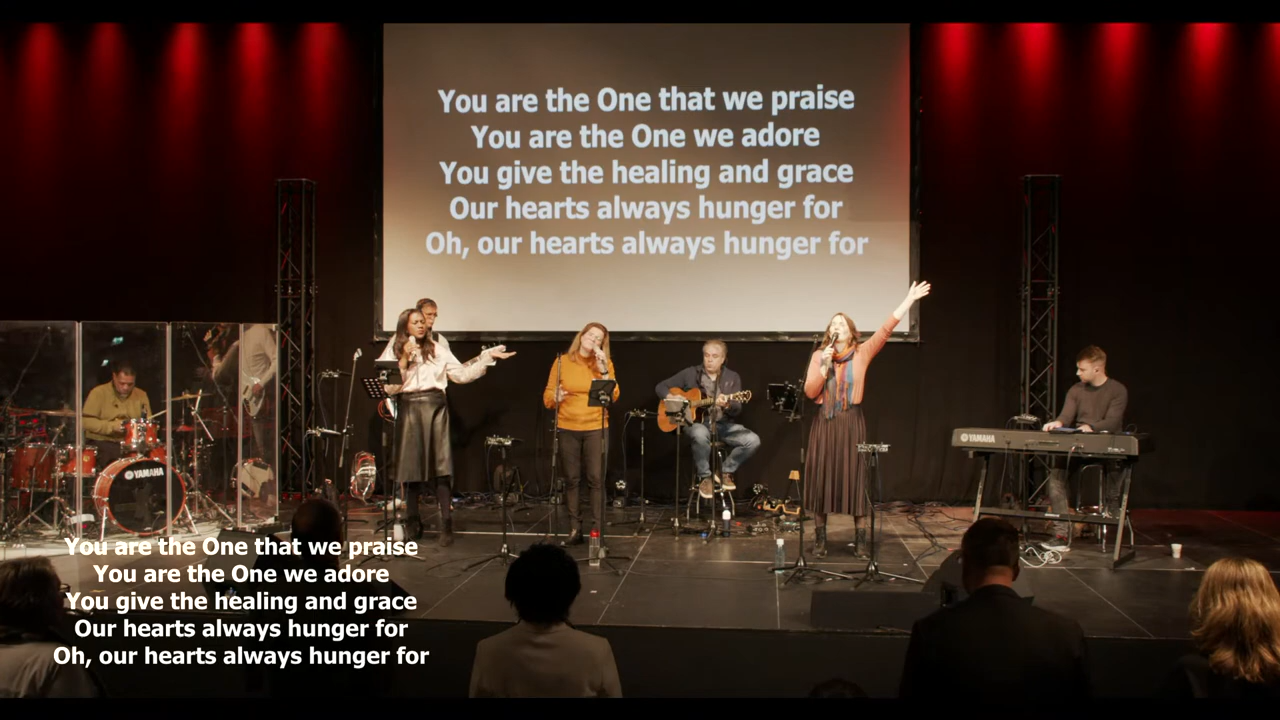 You are the One that we praise
You are the One we adore
You give the healing and grace
Our hearts always hunger for
Oh, our hearts always hunger for
YAMAHA
YAMAHA
You are the One that we praise
You are the One we adore
You give the healing and grace
Our hearts always hunger for
Oh, our hearts always hunger for